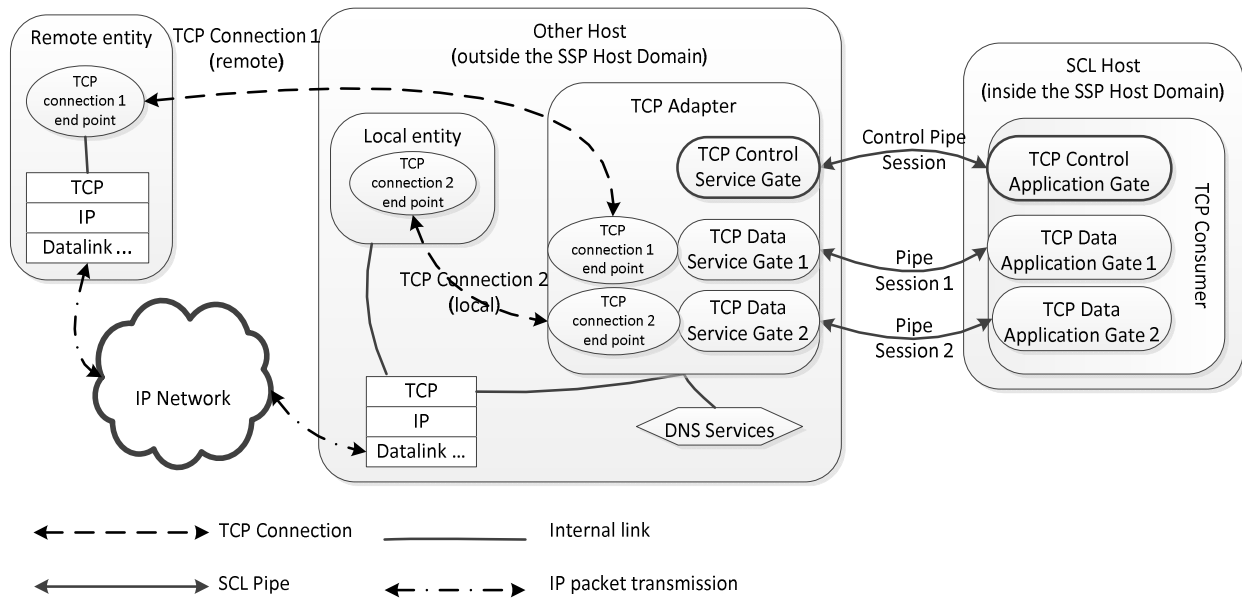 Remote entity
TCP
connection 1
end point
TCP
IP
Datalink ...
TCP Connection 1
(remote)
IP Network
Other Host
(outside the SSP Host Domain)
Local entity
TCP
connection 2
end point
TCP Connection 2
(local)
TCP
IP
Datalink ...
TCP Adapter
TCP Control
Service Gate
TCP
connection 1
end point
TCP Data
Service Gate 1
TCP
connection 2
end point
TCP Data
Service Gate 2
DNS Services
Control Pipe
Session
Pipe
Session 1
Pipe
Session 2
SCL Host
(inside the SSP Host Domain)
TCP Control
Application Gate
TCP Data
Application Gate 1
TCP Data
Application Gate 2
TCP Consumer
TCP Connection
Internal link
SCL Pipe
IP packet transmission